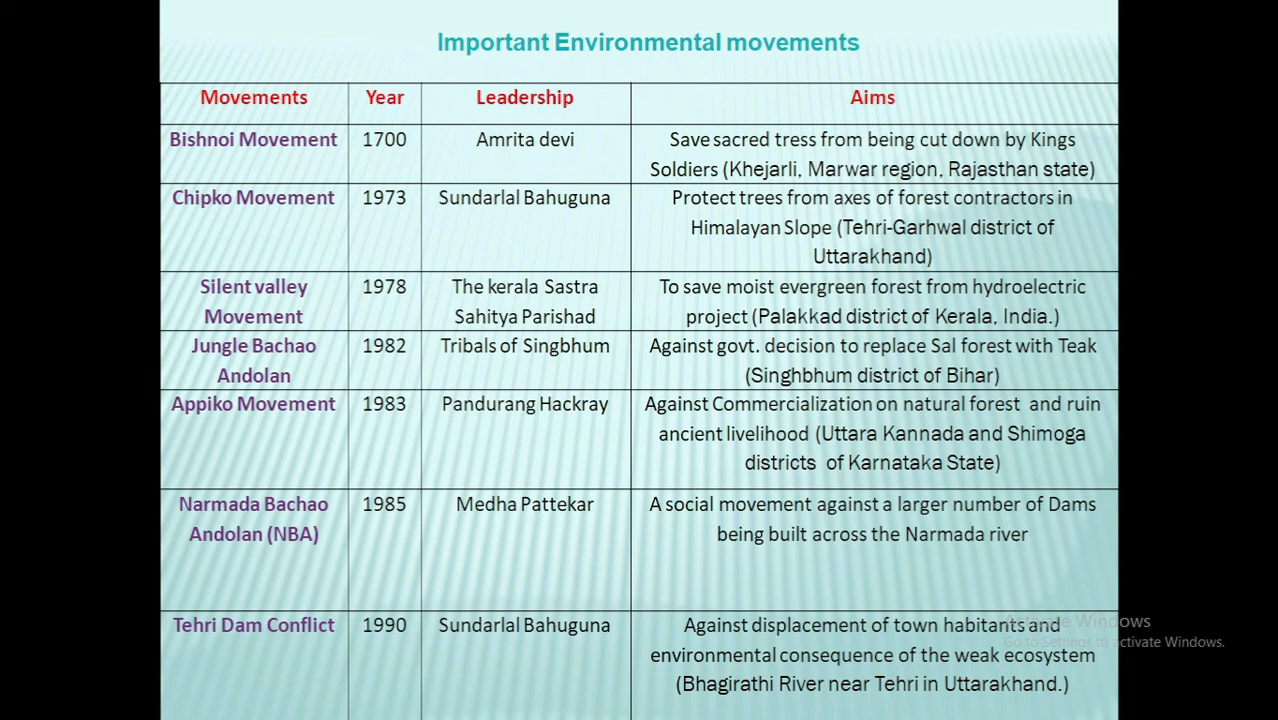 Important Environmental movements
Movements Year Leadership Aims
Bishnoi Movement 1700 Amrita devi Save sacred tress from being cut down by Kings
Soldiers (Khejarli, Marwar region, Rajasthan state)
Chipko Movement 1973 Sundarlal Bahuguna Protect trees from axes of forest contractors in
Himalayan Slope (Tehri-Garhwal district of
Uttarakhand)
Silent valley 1978 The kerala Sastra To save moist evergreen forest from hydroelectric
Movement Sahitya Parishad project (Palakkad district of Kerala, India.)
Jungle Bachao 1982 Tribals of Singbhum Against govt. decision to replace Sal forest with Teak
Andolan (Singhbhum district of Bihar)
Appiko Movement 1983 Pandurang Hackray Against Commercialization on natural forest and ruin
ancient livelihood (Uttara Kannada and Shimoga
districts of Karnataka State)
Narmada Bachao 1985 Medha Pattekar A social movement against a larger number of Dams
Andolan (NBA) being built across the Narmada river
Tehri Dam Conflict 1990 Sundarlal Bahuguna Against displacement of town habitants and
environmental consequence of the weak ecosystem
(Bhagirathi River near Tehri in Uttarakhand.)
Activate Windows
Go to Settings to activate Windows.